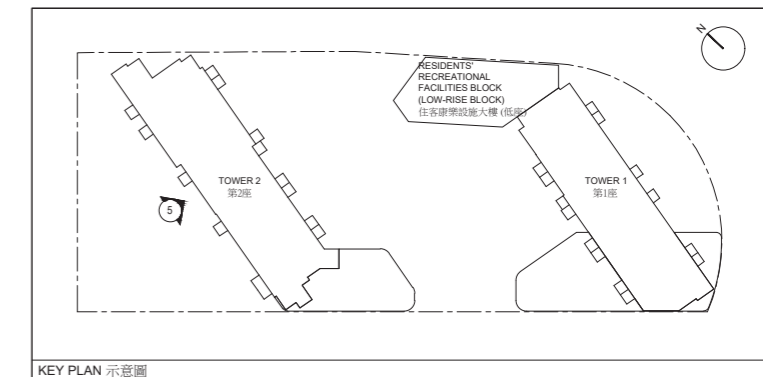 N
RESIDENTS'
RECREATIONAL
FACILITIES BLOCK
(LOW-RISE BLOCK)
住客康樂設施大樓 (低座)
TOWER 2
第2座
TOWER 1
第1座
5
KEY PLAN 示意圖